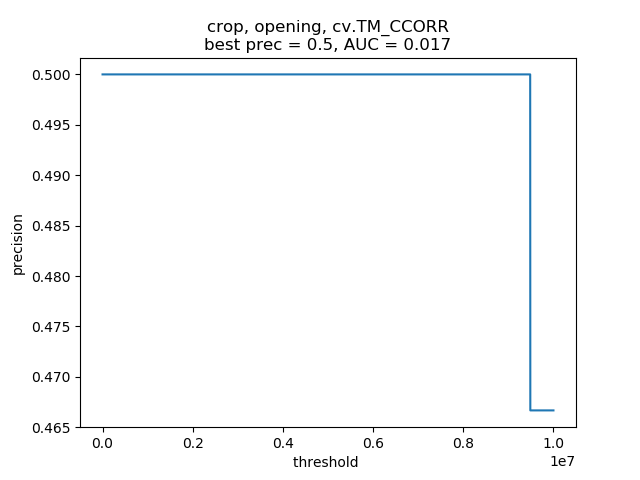 crop, opening, cv.TM_CCORR
best prec = 0.5, AUC = 0.017
0.500
0.495
0.490
0.485
0.480
0.475
0.470
0.465
precision
0.0 0.2 0.4 0.6 0.8 1.0
1e7
threshold